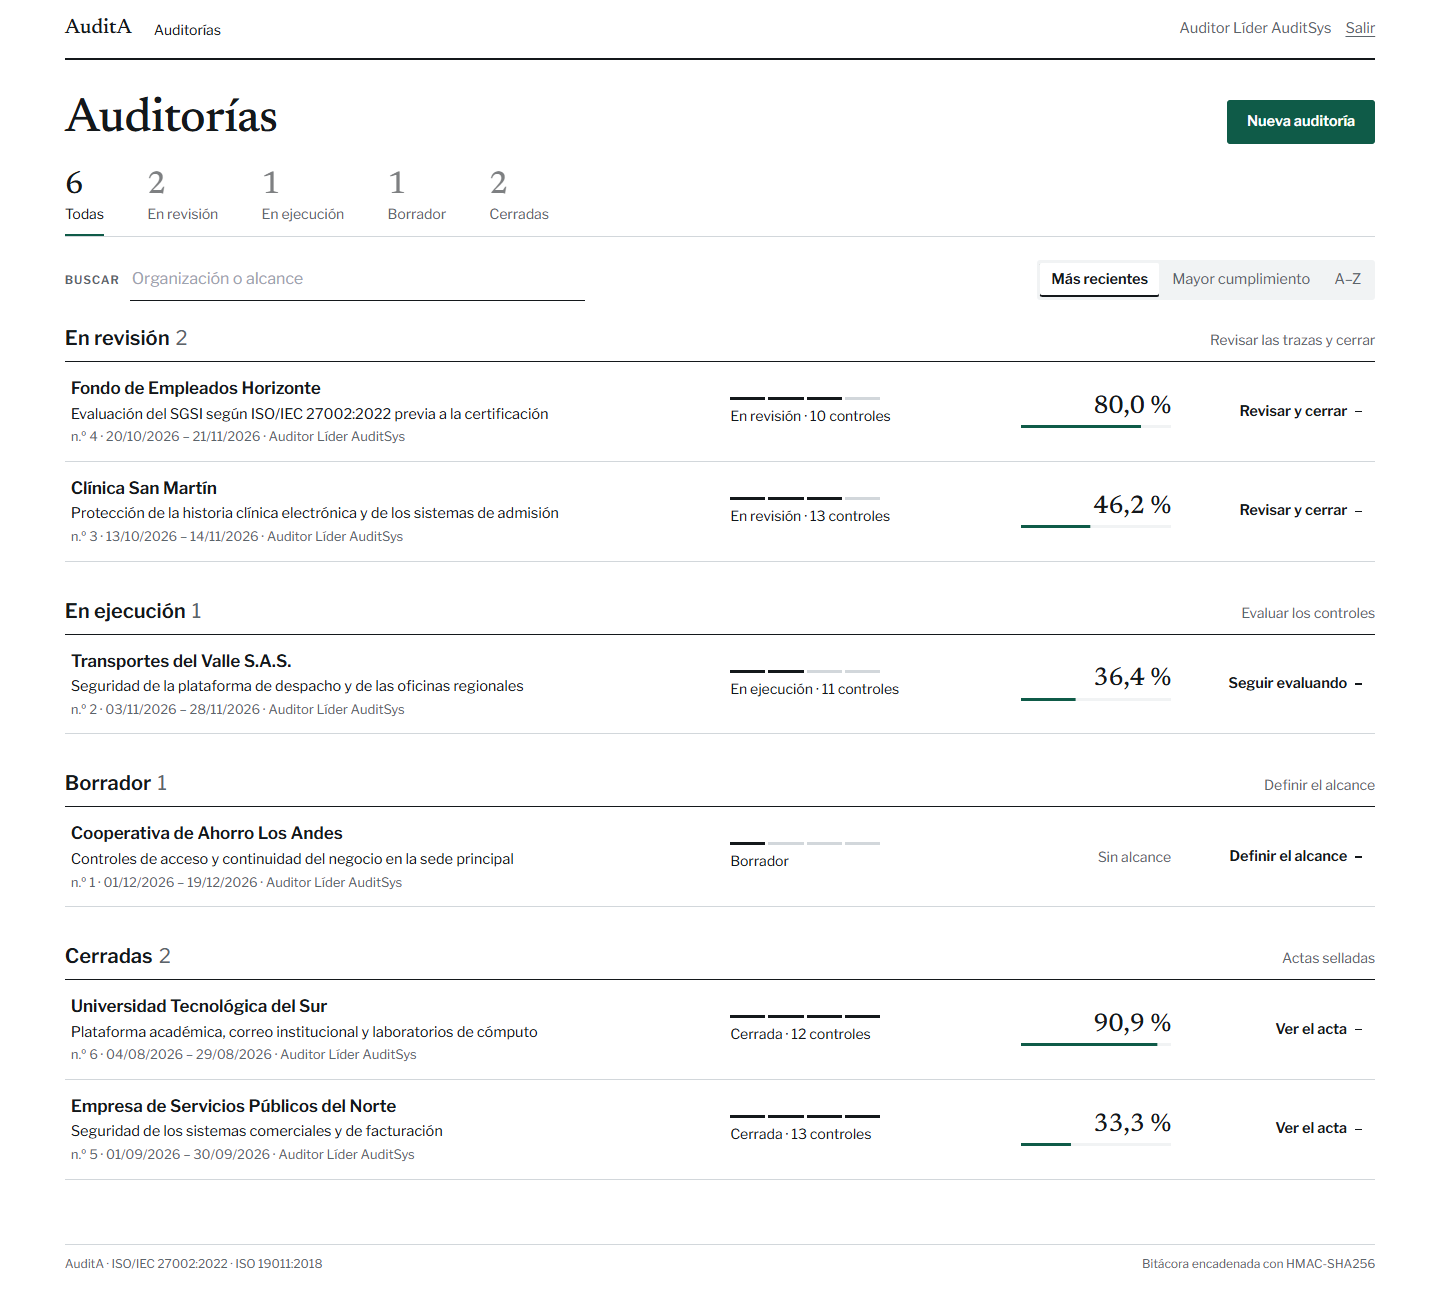 AuditA Auditorías Auditor Líder AuditSys Salir
Auditorías
Nueva auditoría
6 2 1 1 2
Todas En revisión En ejecución Borrador Cerradas
BUSCAR Organización o alcance Más recientes Mayor cumplimiento A–Z
En revisión 2 Revisar las trazas y cerrar
Fondo de Empleados Horizonte
Evaluación del SGSI según ISO/IEC 27002:2022 previa a la certificación
n.º 4 · 20/10/2026 – 21/11/2026 · Auditor Líder AuditSys
En revisión · 10 controles
80,0 %
Revisar y cerrar –
Clínica San Martín
Protección de la historia clínica electrónica y de los sistemas de admisión
n.º 3 · 13/10/2026 – 14/11/2026 · Auditor Líder AuditSys
En revisión · 13 controles
46,2 %
Revisar y cerrar –
En ejecución 1 Evaluar los controles
Transportes del Valle S.A.S.
Seguridad de la plataforma de despacho y de las oficinas regionales
n.º 2 · 03/11/2026 – 28/11/2026 · Auditor Líder AuditSys
En ejecución · 11 controles
36,4 %
Seguir evaluando –
Borrador 1 Definir el alcance
Cooperativa de Ahorro Los Andes
Controles de acceso y continuidad del negocio en la sede principal
n.º 1 · 01/12/2026 – 19/12/2026 · Auditor Líder AuditSys
Borrador
Sin alcance
Definir el alcance –
Cerradas 2 Actas selladas
Universidad Tecnológica del Sur
Plataforma académica, correo institucional y laboratorios de cómputo
n.º 6 · 04/08/2026 – 29/08/2026 · Auditor Líder AuditSys
Cerrada · 12 controles
90,9 %
Ver el acta –
Empresa de Servicios Públicos del Norte
Seguridad de los sistemas comerciales y de facturación
n.º 5 · 01/09/2026 – 30/09/2026 · Auditor Líder AuditSys
Cerrada · 13 controles
33,3 %
Ver el acta –
AuditA · ISO/IEC 27002:2022 · ISO 19011:2018 Bitácora encadenada con HMAC-SHA256